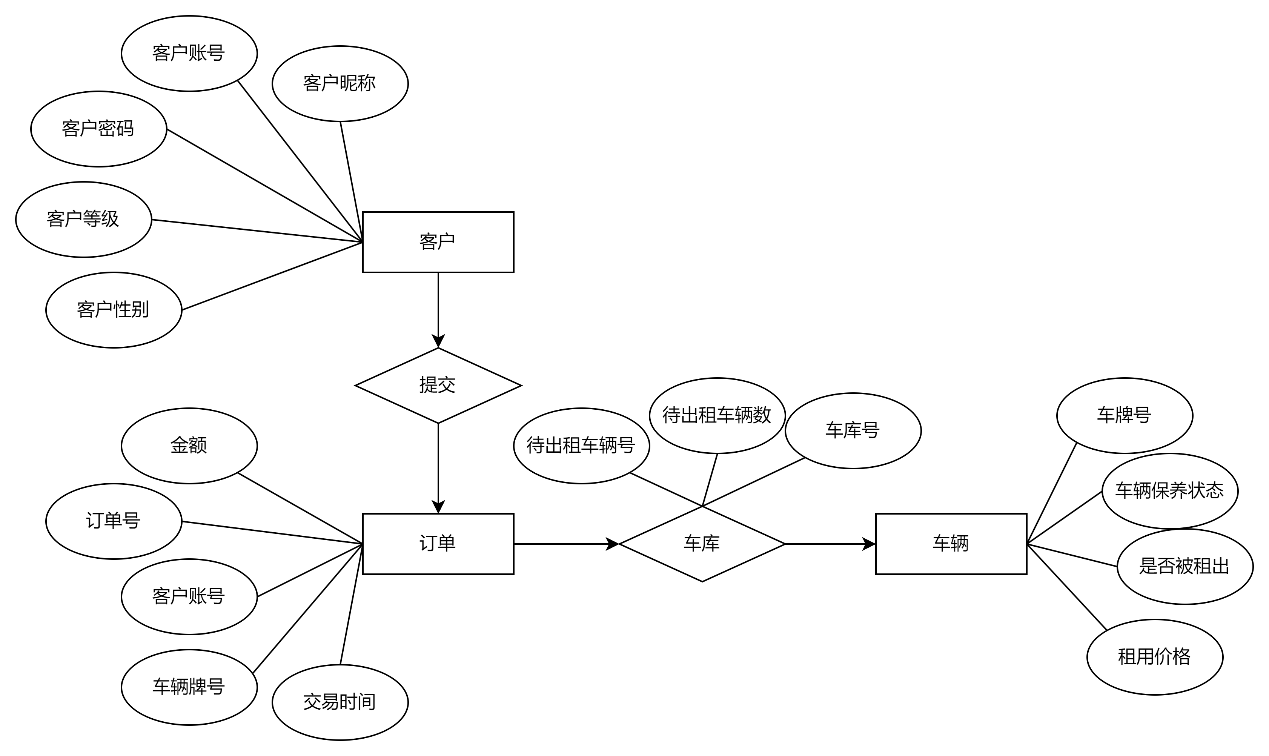 客户账号
客户昵称
客户密码
客户等级
客户性别
客户
提交
金额
订单号
客户账号
车辆牌号
交易时间
订单
待出租车辆号
待出租车辆数
车库号
车库
车辆
车牌号
车辆保养状态
是否被租出
租用价格